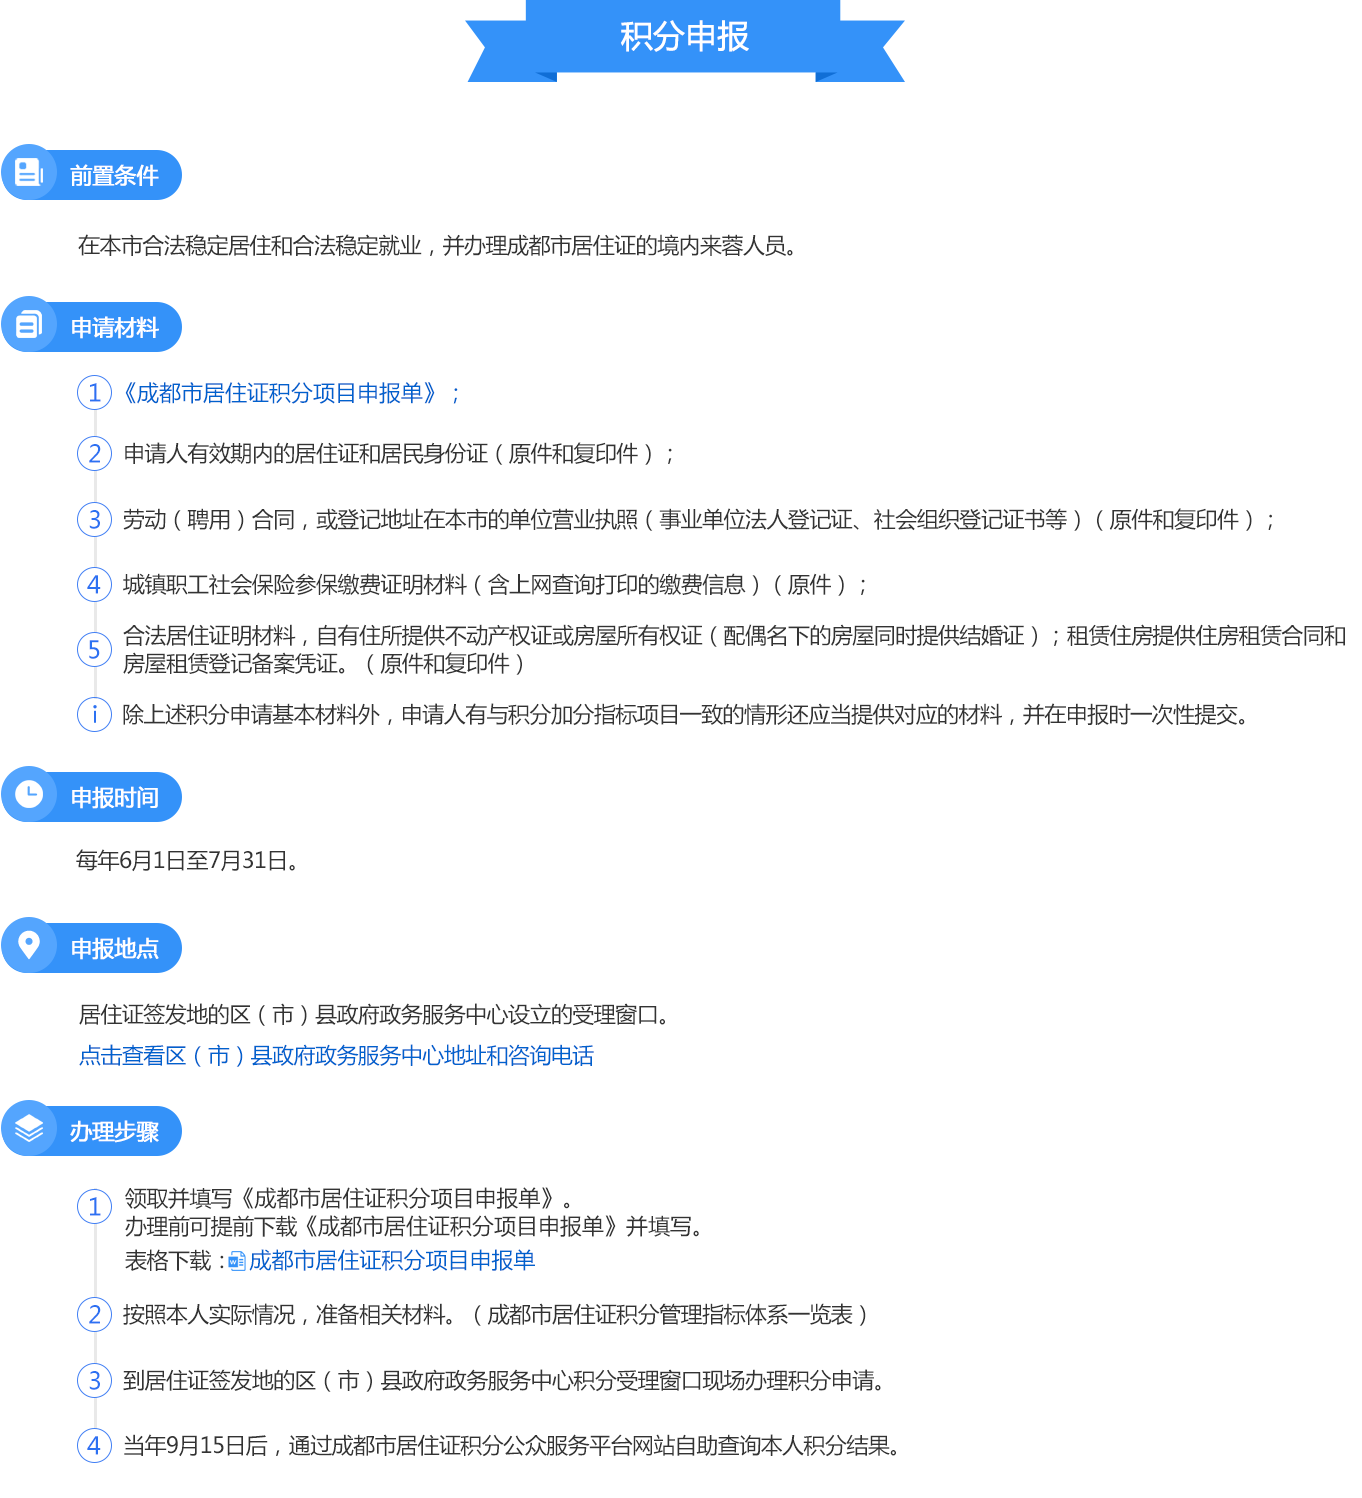 积分申报
前置条件
在本市合法稳定居住和合法稳定就业，并办理成都市居住证的境内来蓉人员。
申请材料
1 《成都市居住证积分项目申报单》；
2 申请人有效期内的居住证和居民身份证（原件和复印件）；
3 劳动（聘用）合同，或登记地址在本市的单位营业执照（事业单位法人登记证、社会组织登记证书等）（原件和复印件）；
4 城镇职工社会保险参保缴费证明材料（含上网查询打印的缴费信息）（原件）；
5 合法居住证明材料，自有住所提供不动产权证或房屋所有权证（配偶名下的房屋同时提供结婚证）；租赁住房提供住房租赁合同和
房屋租赁登记备案凭证。（原件和复印件）
i 除上述积分申请基本材料外，申请人有与积分加分指标项目一致的情形还应当提供对应的材料，并在申报时一次性提交。
申报时间
每年6月1日至7月31日。
申报地点
居住证签发地的区（市）县政府政务服务中心设立的受理窗口。
点击查看区（市）县政府政务服务中心地址和咨询电话
办理步骤
1 领取并填写《成都市居住证积分项目申报单》。
办理前可提前下载《成都市居住证积分项目申报单》并填写。
表格下载：成都市居住证积分项目申报单
2 按照本人实际情况，准备相关材料。（成都市居住证积分管理指标体系一览表）
3 到居住证签发地的区（市）县政府政务服务中心积分受理窗口现场办理积分申请。
4 当年9月15日后，通过成都市居住证积分公众服务平台网站自助查询本人积分结果。